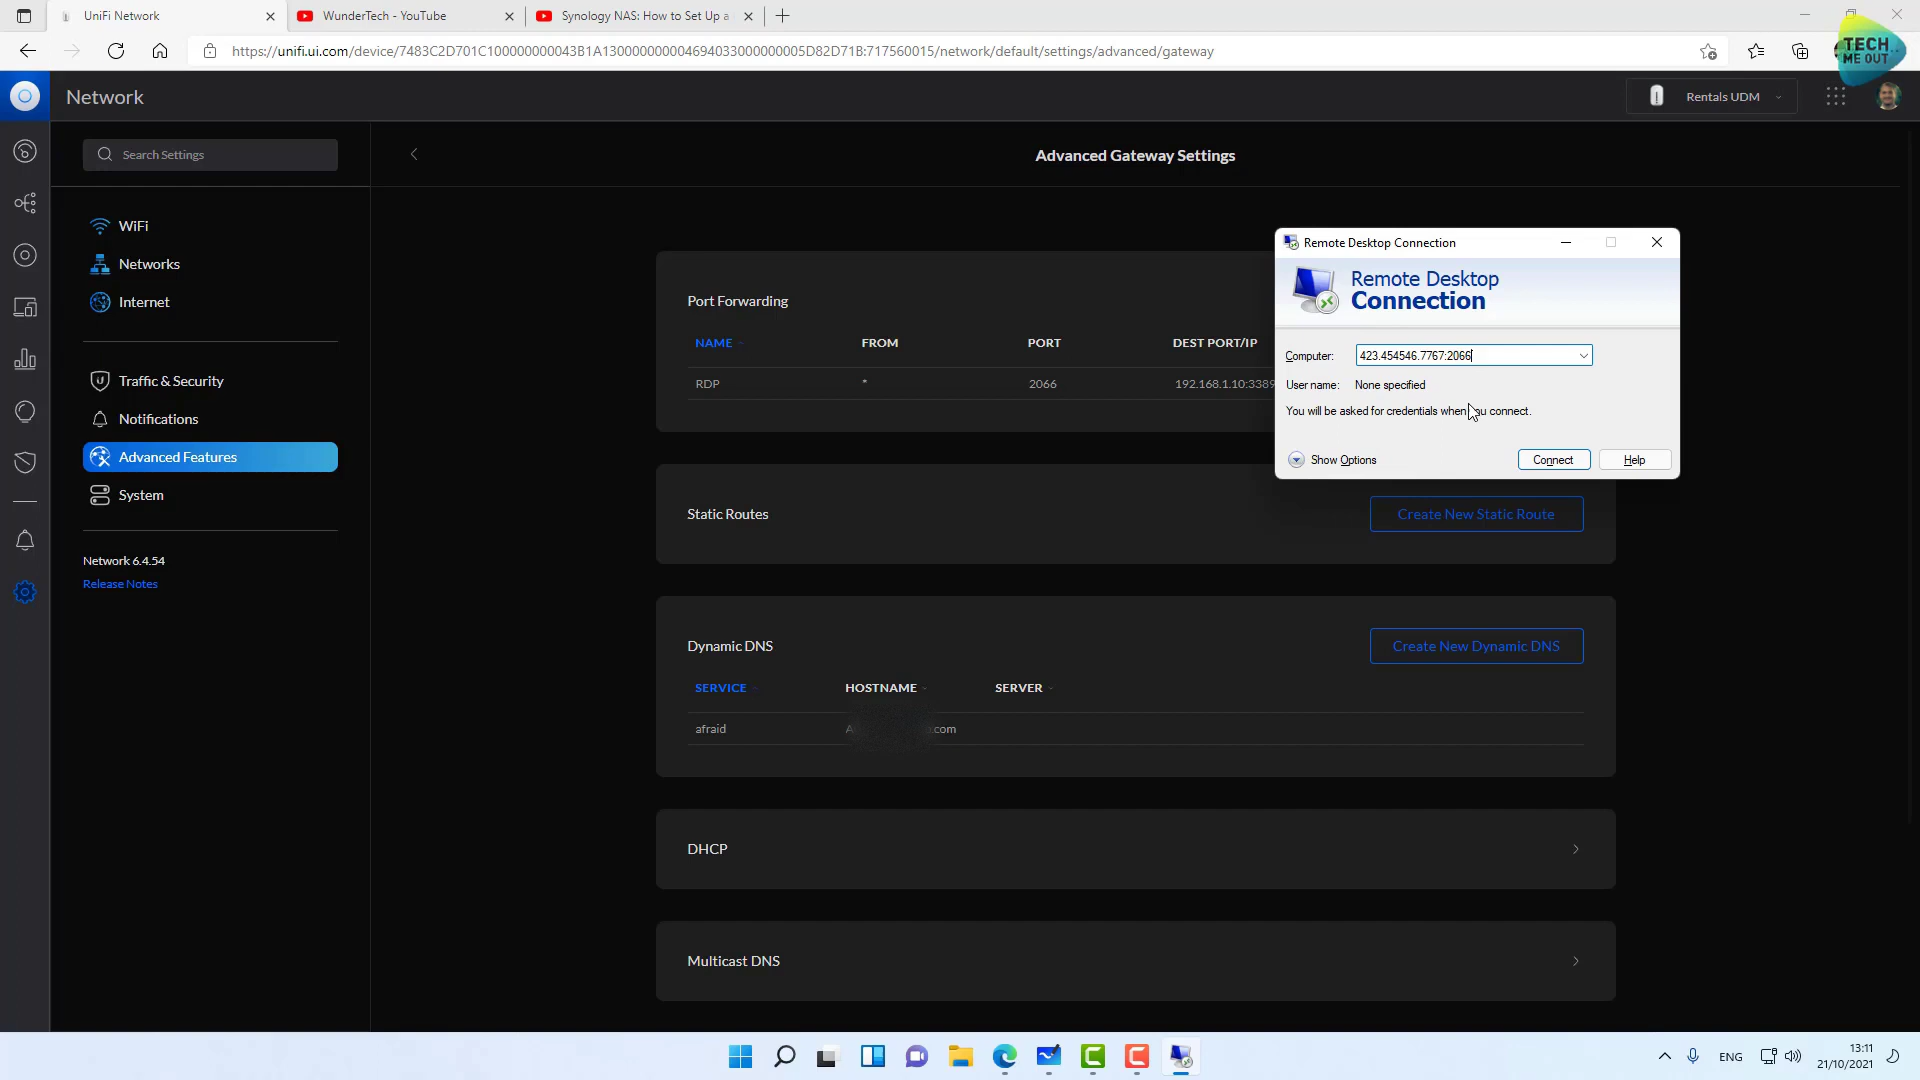 UniFi Network
WunderTech - YouTube
Synology NAS: How to Set Up a
https://unifi.ui.com/device/7483C2D701C100000000043B1A1300000000046940330000000005D82D71B:717560015/network/default/settings/advanced/gateway
TECH
ME OUT
Network
Rentals UDM
Search Settings
Advanced Gateway Settings
WiFi
Networks
Internet
Traffic & Security
Notifications
Advanced Features
System
Network 6.4.54
Release Notes
Port Forwarding
NAME FROM PORT DEST PORT/IP
RDP * 2066 192.168.1.10:3389
Remote Desktop Connection
Remote Desktop
Connection
Computer: 423.454546.7767:2066
User name: None specified
You will be asked for credentials when you connect.
Show Options Connect Help
Static Routes
Create New Static Route
Dynamic DNS
Create New Dynamic DNS
SERVICE HOSTNAME SERVER
afraid A .com
DHCP
Multicast DNS
ENG
13:11
21/10/2021